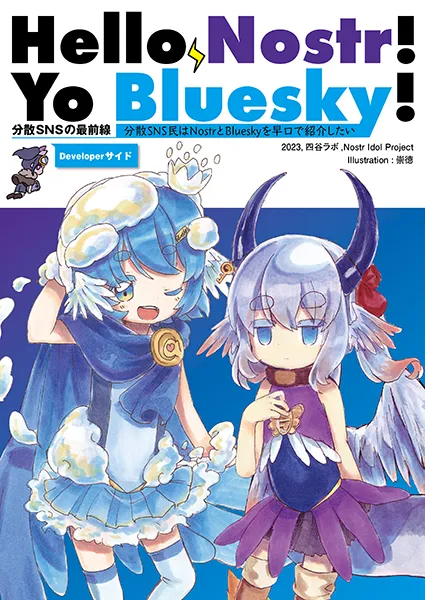 Hello Nostr!
Yo Bluesky!
分散SNSの最前線 分散SNS民はNostrとBlueskyを早口で紹介したい
Developerサイド
2023, 四谷ラボ ,Nostr Idol Project
Illustration : 崇徳